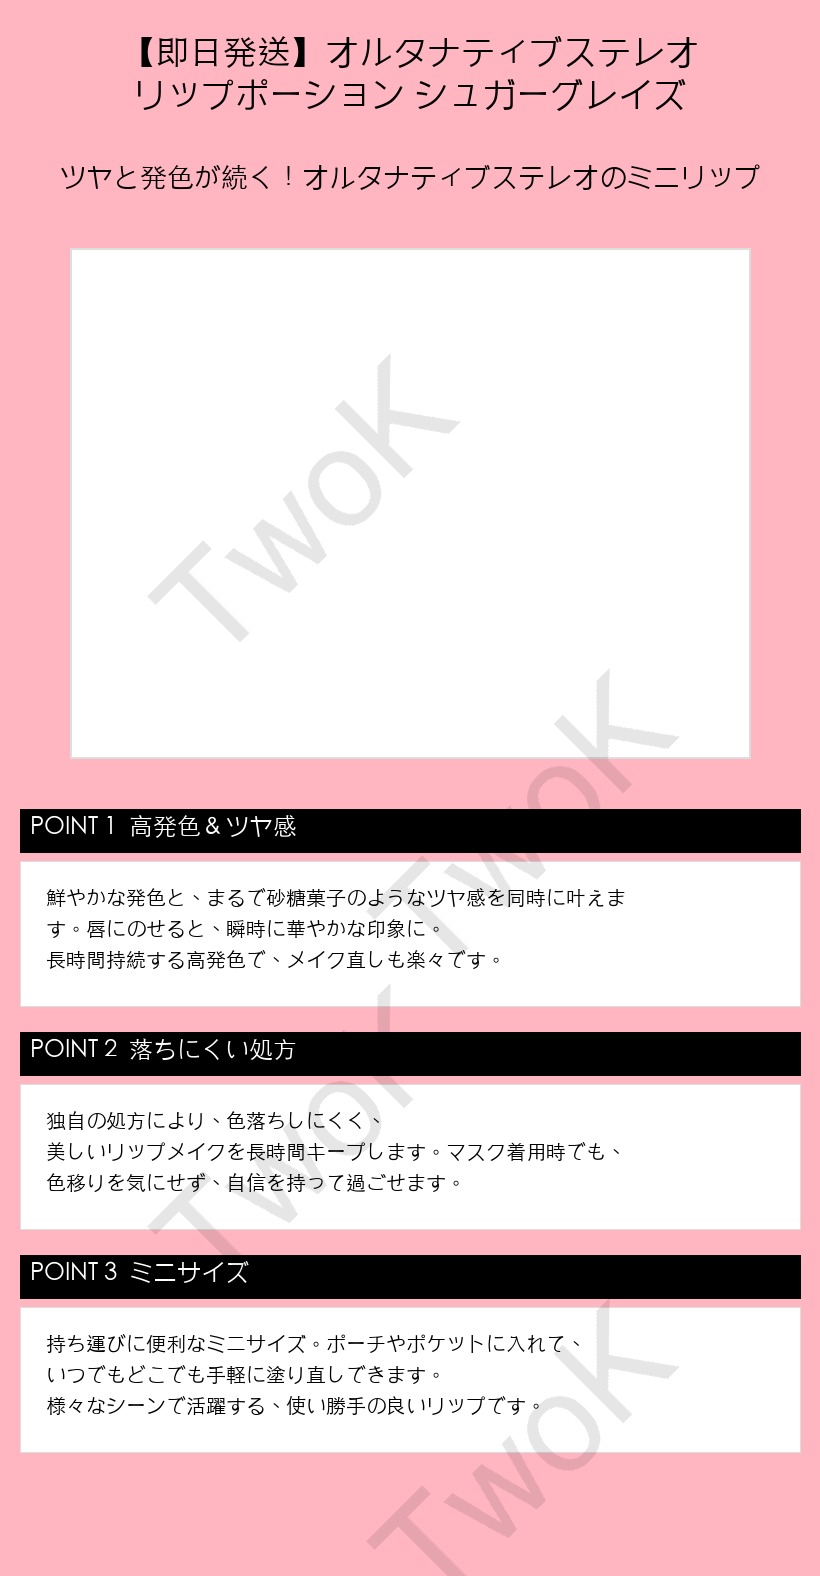 【即日発送】オルタナティブステレオ
リップポーション シュガーグレイズ
ツヤと発色が続く！オルタナティブステレオのミニリップ
TwoK
TwoK
POINT 1 高発色＆ツヤ感
鮮やかな発色と、まるで砂糖菓子のようなツヤ感を同時に叶えま
す。唇にのせると、瞬時に華やかな印象に。
長時間持続する高発色で、メイク直しも楽々です。
TwoK
POINT 2 落ちにくい処方
独自の処方により、色落ちしにくく、
美しいリップメイクを長時間キープします。マスク着用時でも、
色移りを気にせず、自信を持って過ごせます。
POINT 3 ミニサイズ
持ち運びに便利なミニサイズ。ポーチやポケットに入れて、
いつでもどこでも手軽に塗り直しできます。
様々なシーンで活躍する、使い勝手の良いリップです。
TwoK